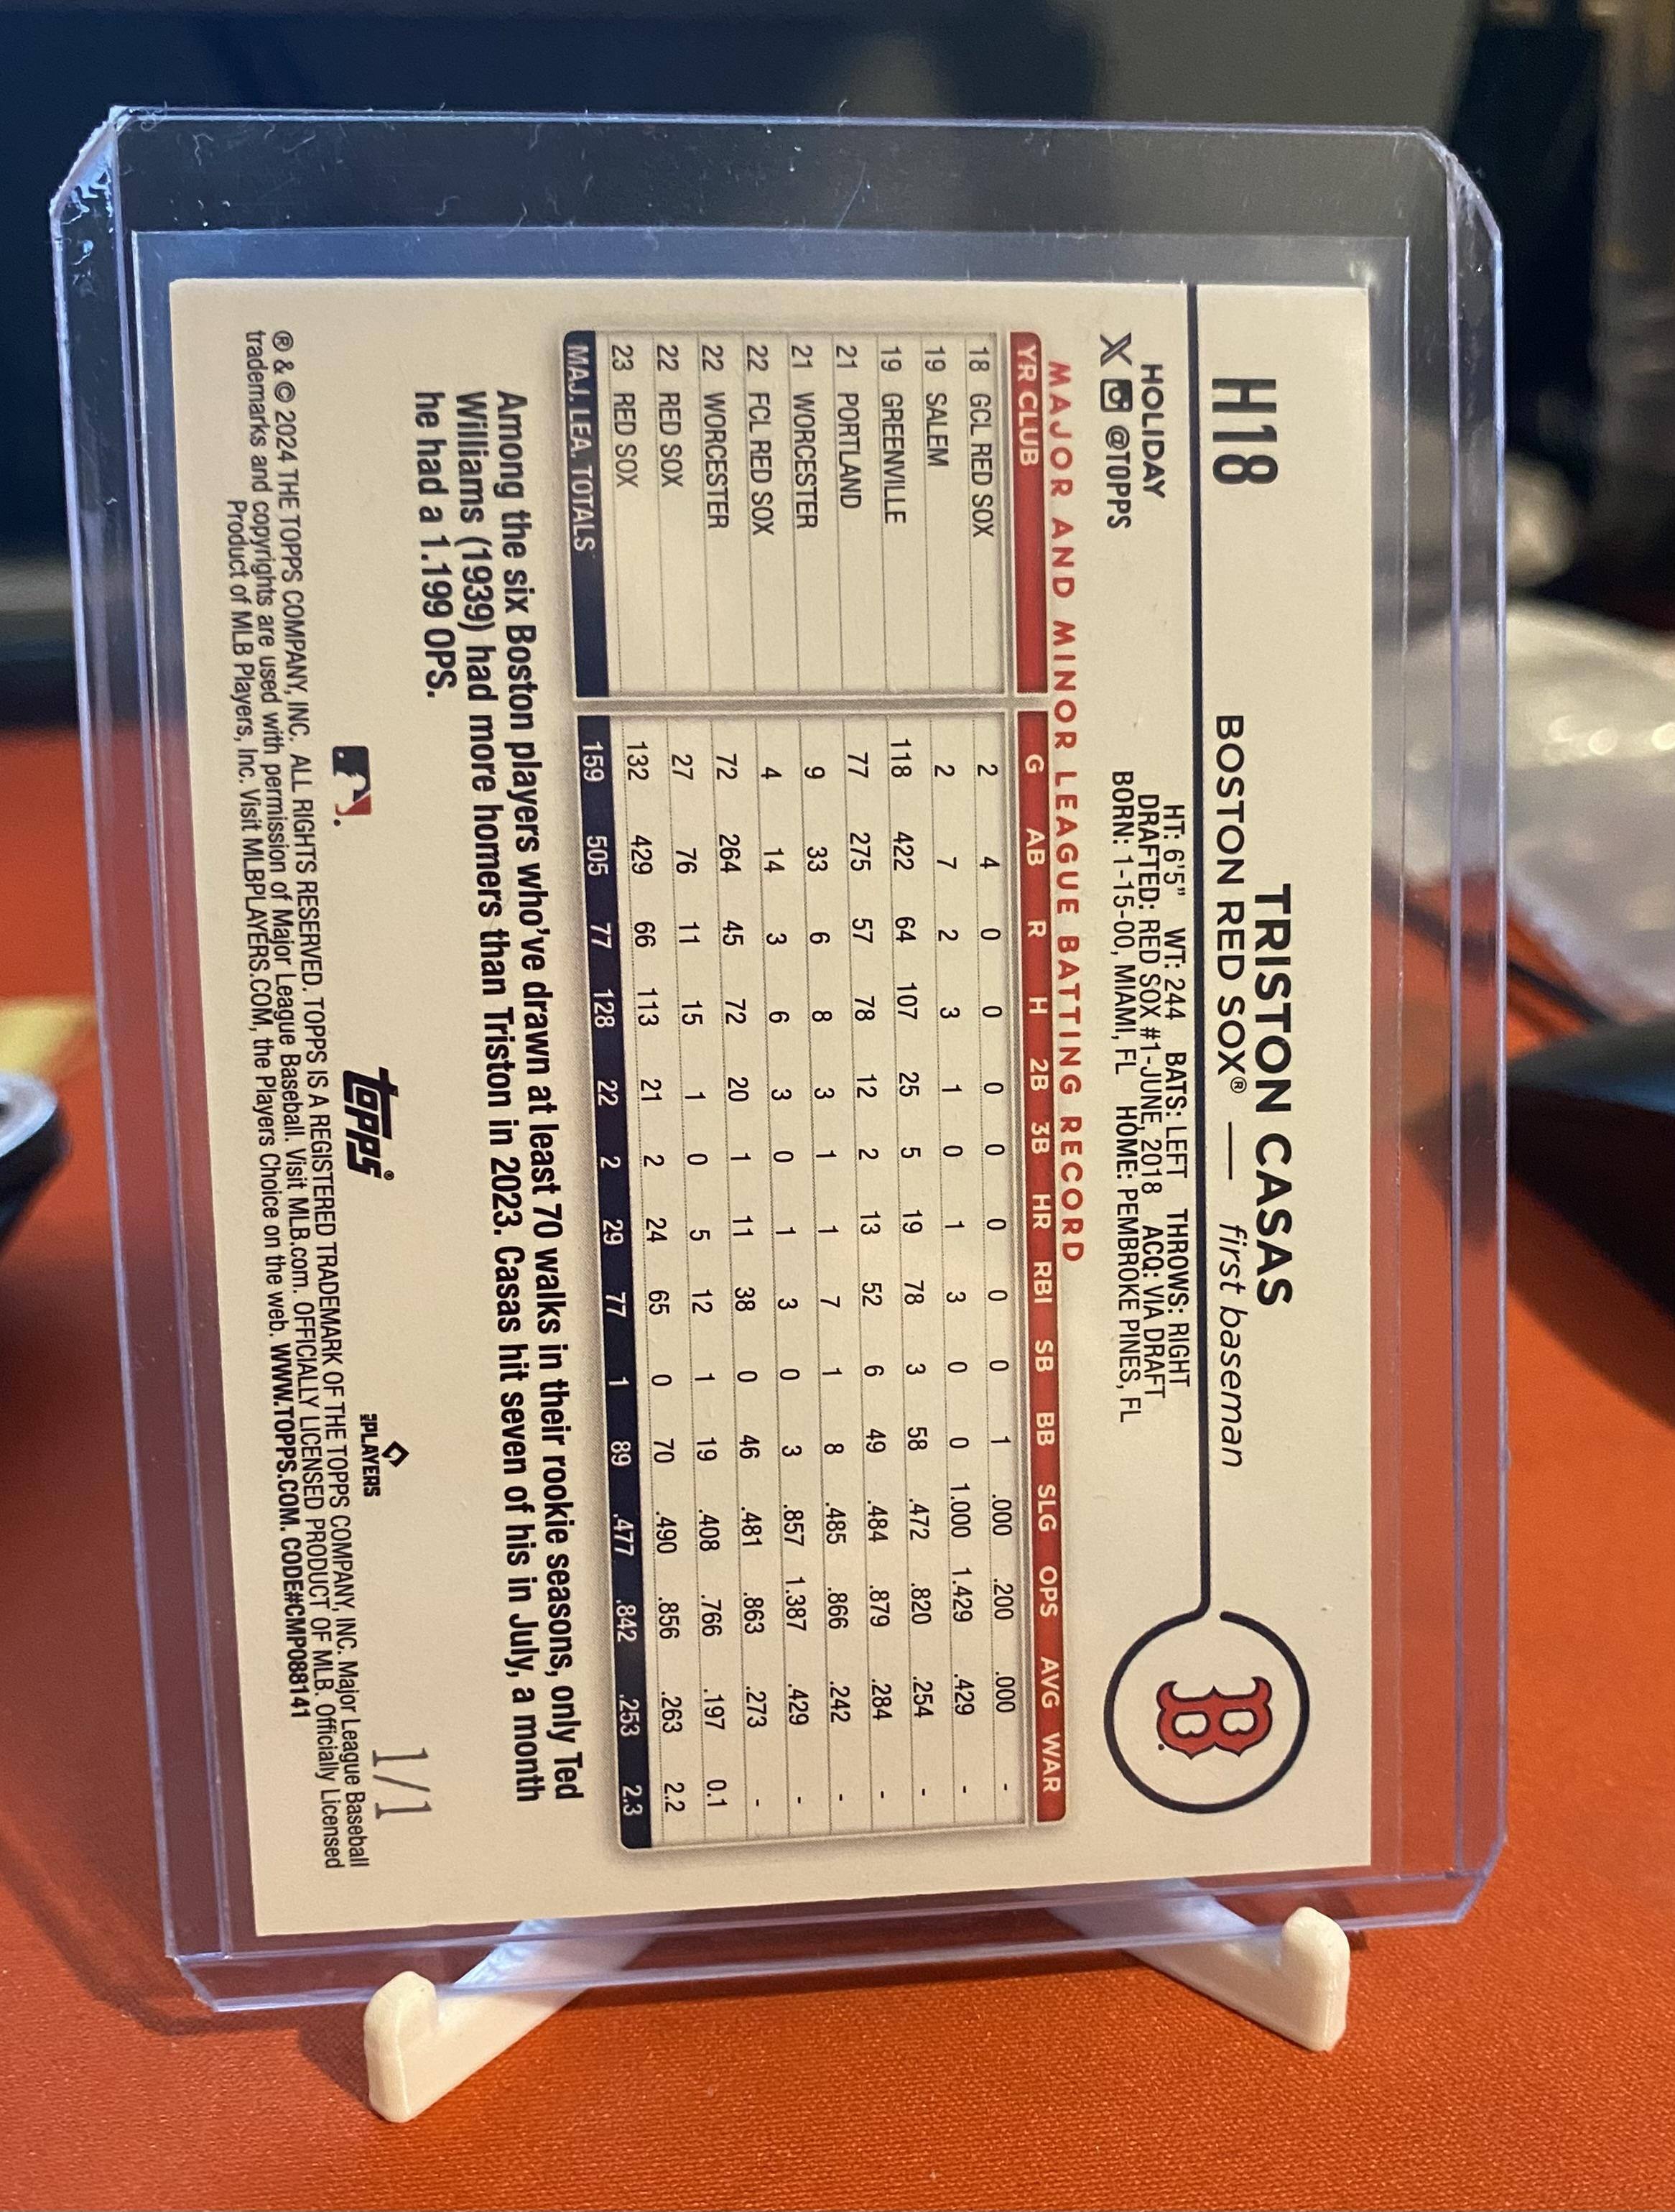 H18
TRISTON CASAS
BOSTON RED SOX® — first baseman
B
HOLIDAY
X @TOPPS
HT: 6'5" WT: 244 BATS: LEFT THROWS: RIGHT
DRAFTED: RED SOX #1-JUNE, 2018 ACQ: VIA DRAFT
BORN: 1-15-00, MIAMI, FL HOME: PEMBROKE PINES, FL
MAJOR AND MINOR LEAGUE BATTING RECORD
YR CLUB G AB R H 2B 3B HR RBI SB BB SLG OPS AVG WAR
18 GCL RED SOX 2 4 0 0 0 0 0 0 0 1 .000 .200 .000 -
19 SALEM 2 7 2 3 1 0 1 3 0 0 1.000 1.429 .429 -
19 GREENVILLE 118 422 64 107 25 5 19 78 3 58 .472 .820 .254 -
21 PORTLAND 77 275 57 78 12 2 13 52 6 49 .484 .879 .284 -
21 WORCESTER 9 33 6 8 3 1 1 7 1 8 .485 .866 .242 -
22 FCL RED SOX 4 14 3 6 3 0 1 3 0 3 .857 1.387 .429 -
22 WORCESTER 72 264 45 72 20 1 11 38 0 46 .481 .863 .273 -
22 RED SOX 27 76 11 15 1 0 5 12 1 19 .408 .766 .197 0.1
23 RED SOX 132 429 66 113 21 2 24 65 0 70 .490 .856 .263 2.2
MAJ. LEA. TOTALS 159 505 77 128 22 2 29 77 1 89 .477 .842 .253 2.3
Among the six Boston players who've drawn at least 70 walks in their rookie seasons, only Ted
Williams (1939) had more homers than Triston in 2023. Casas hit seven of his in July, a month
he had a 1.199 OPS.
topps®
PLAYERS
1/1
® & © 2024 THE TOPPS COMPANY, INC. ALL RIGHTS RESERVED. TOPPS IS A REGISTERED TRADEMARK OF THE TOPPS COMPANY, INC. Major League Baseball
trademarks and copyrights are used with permission of Major League Baseball. Visit MLB.com. OFFICIALLY LICENSED PRODUCT OF MLB. Officially Licensed
Product of MLB Players, Inc. Visit MLBPLAYERS.COM, the Players Choice on the web. WWW.TOPPS.COM. CODE#CMP088141